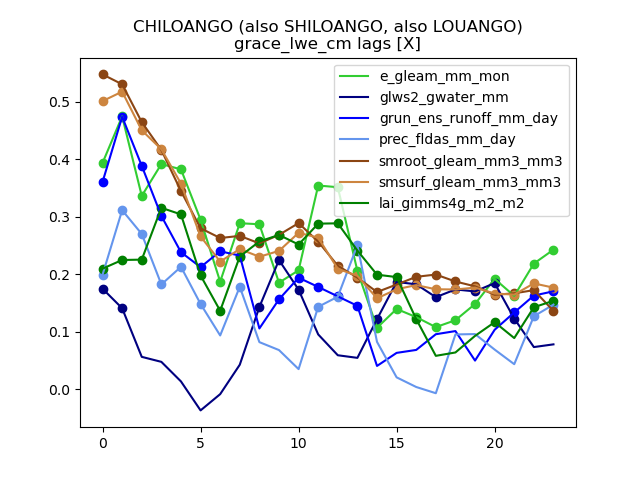 CHILOANGO (also SHILOANGO, also LOUANGO)
grace_lwe_cm lags [X]
e_gleam_mm_mon
glws2_gwater_mm
grun_ens_runoff_mm_day
prec_fldas_mm_day
smroot_gleam_mm3_mm3
smsurf_gleam_mm3_mm3
lai_gimms4g_m2_m2
0.5
0.4
0.3
0.2
0.1
0.0
0 5 10 15 20